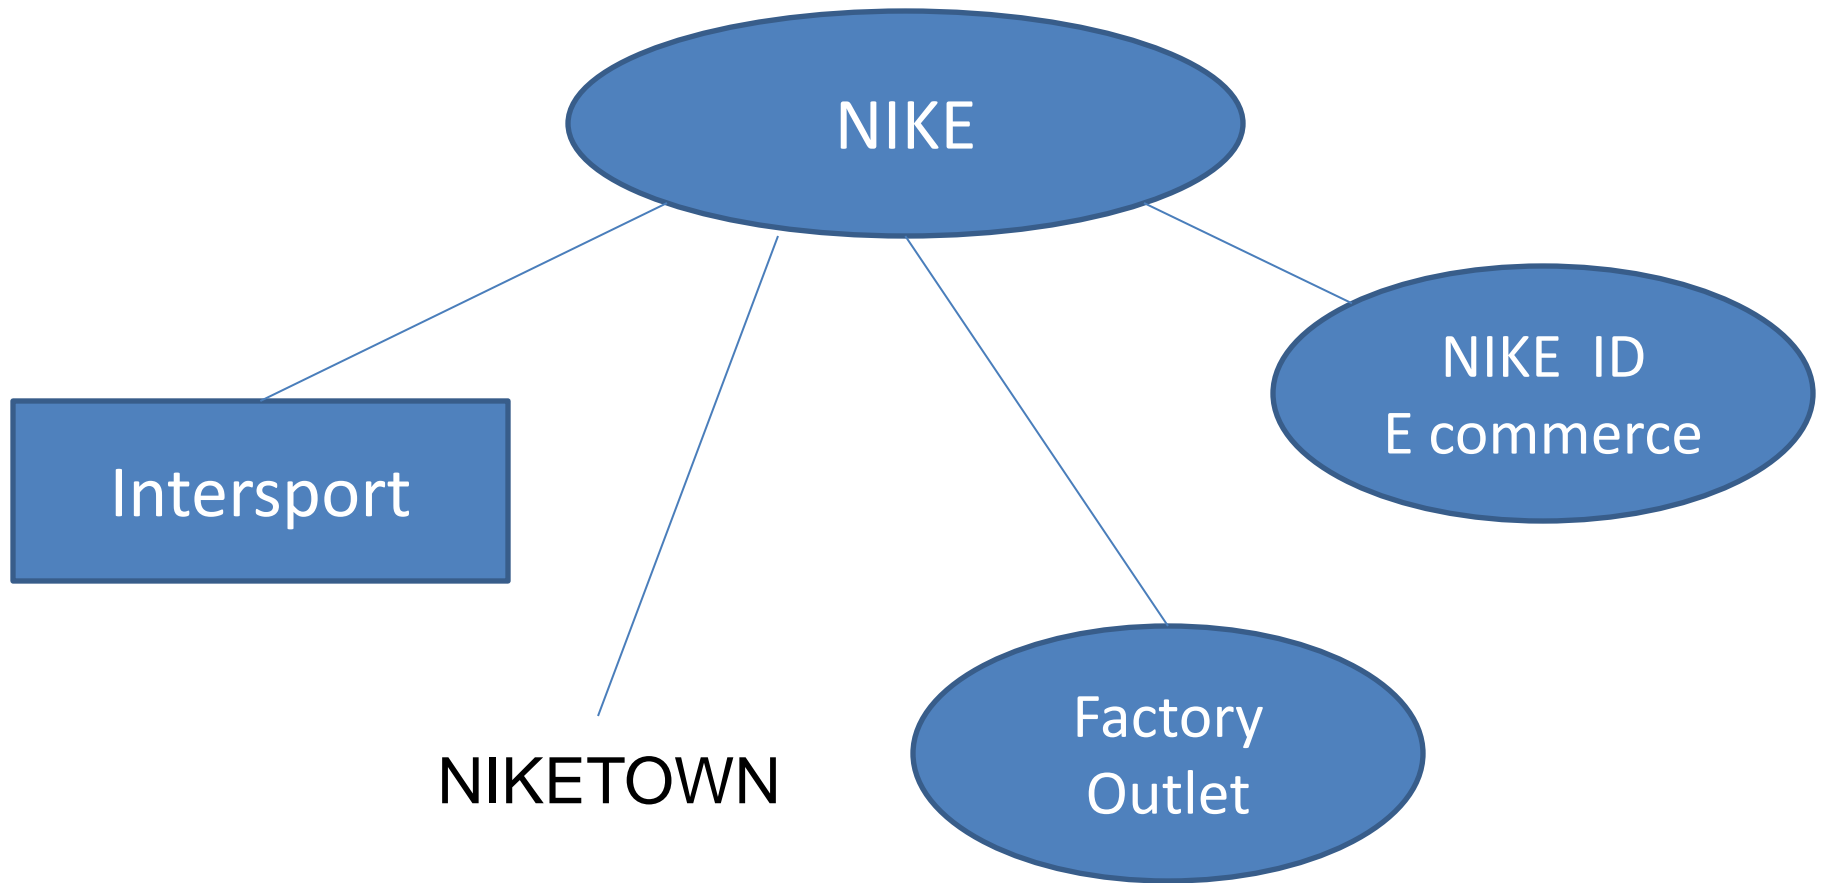 NIKE
NIKE  ID
E commerce
Intersport
NIKETOWN
Factory
Outlet